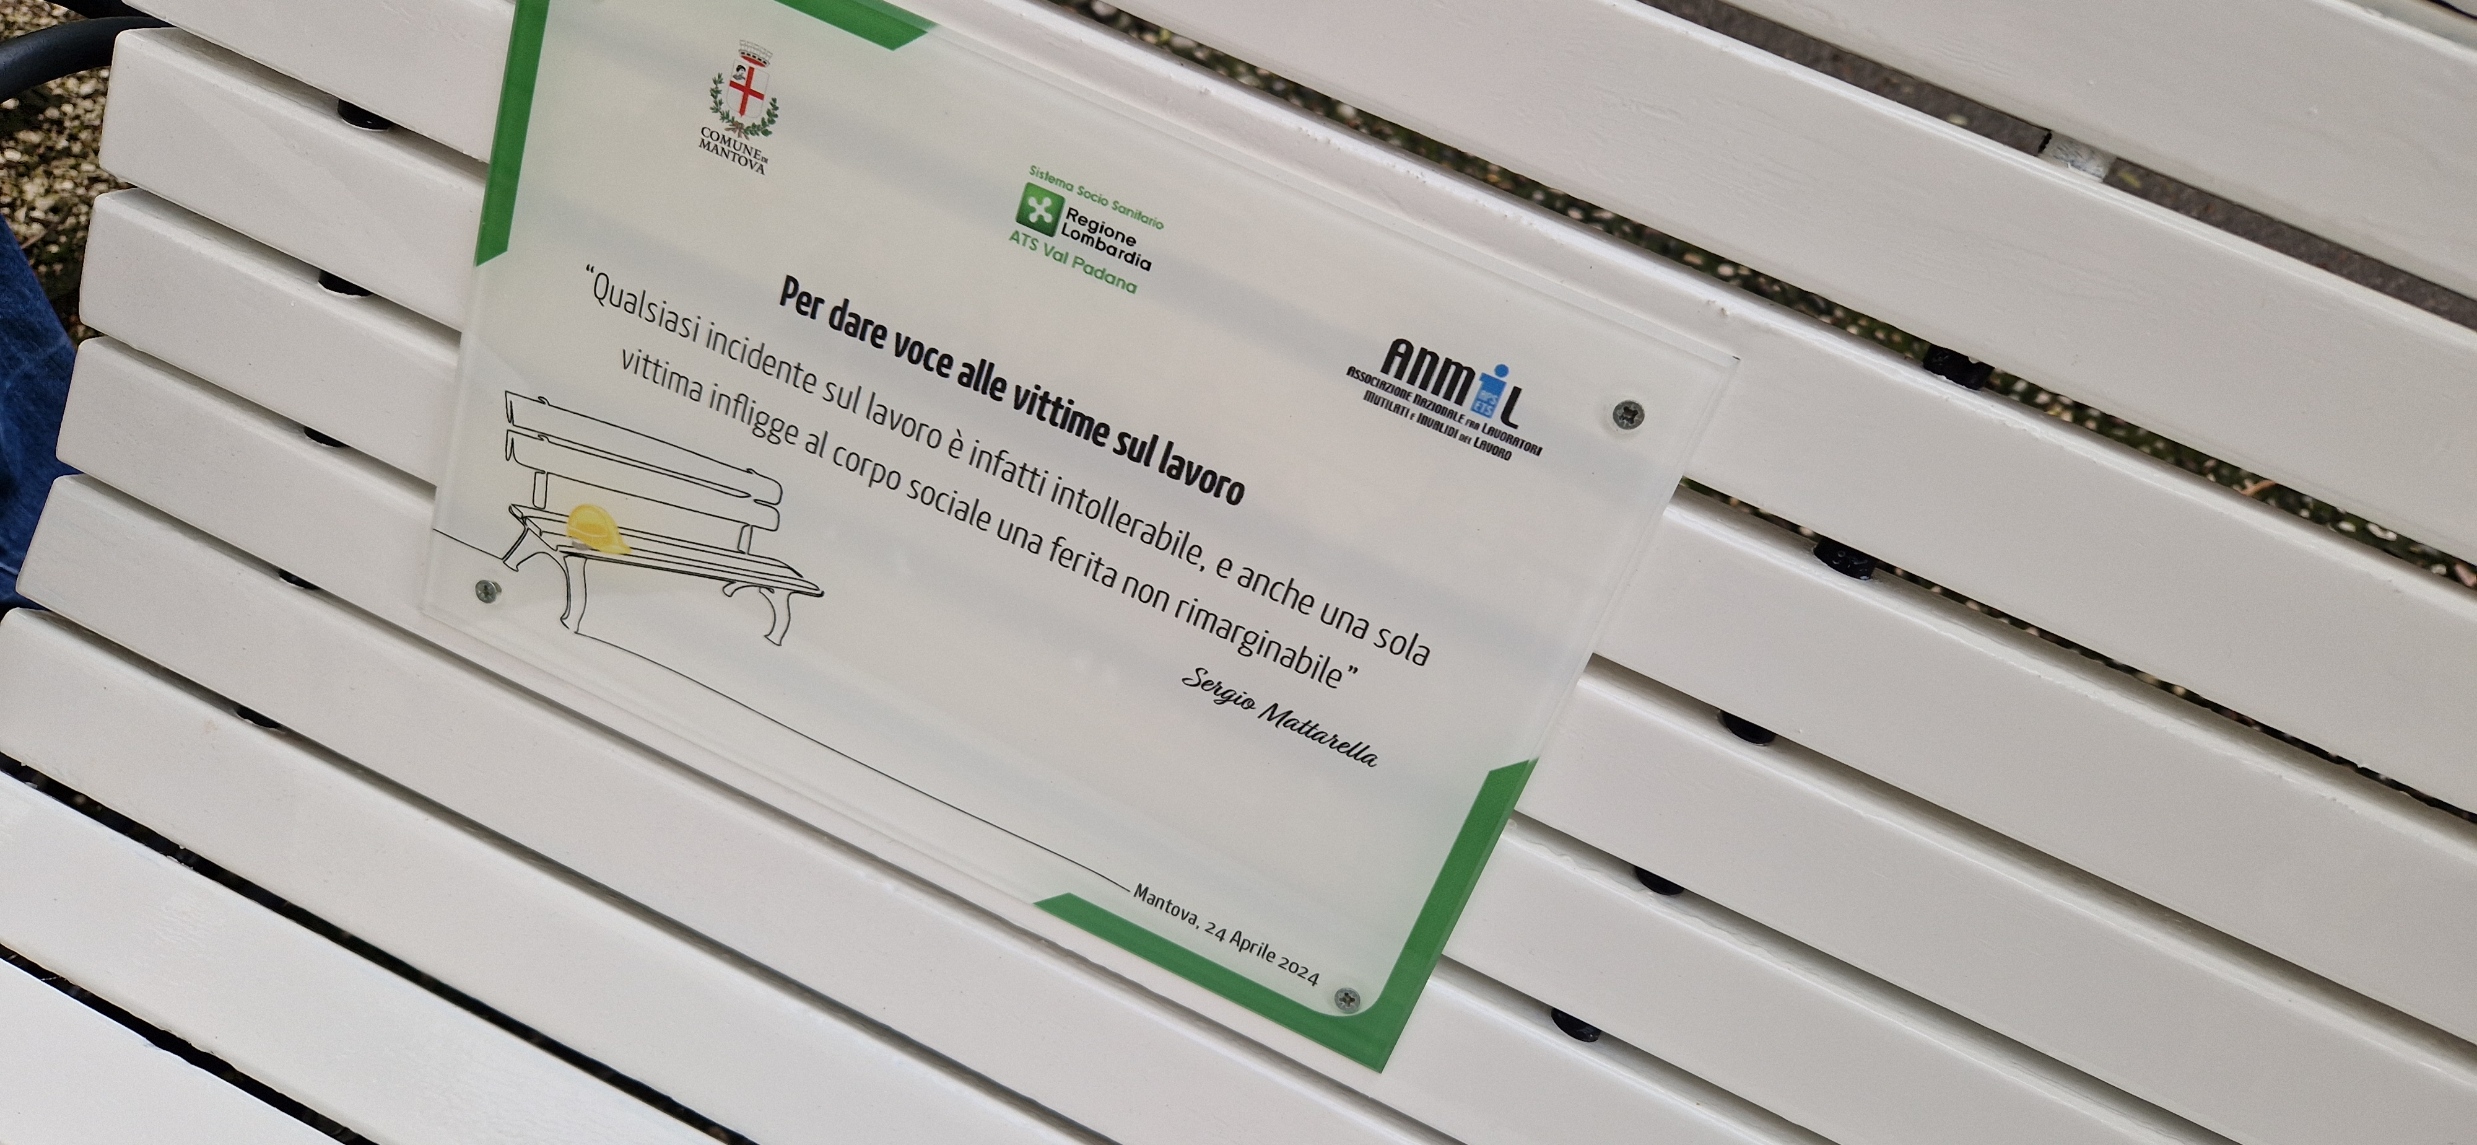 COMUNE DI
MANTOVA
Sistema Socio Sanitario
Regione
Lombardia
ATS Val Padana
ANMiL
APS
ETS
ASSOCIAZIONE NAZIONALE FRA LAVORATORI
MUTILATI E INVALIDI DEL LAVORO
Per dare voce alle vittime sul lavoro
“Qualsiasi incidente sul lavoro è infatti intollerabile, e anche una sola
vittima infligge al corpo sociale una ferita non rimarginabile”
Sergio Mattarella
Mantova, 24 Aprile 2024